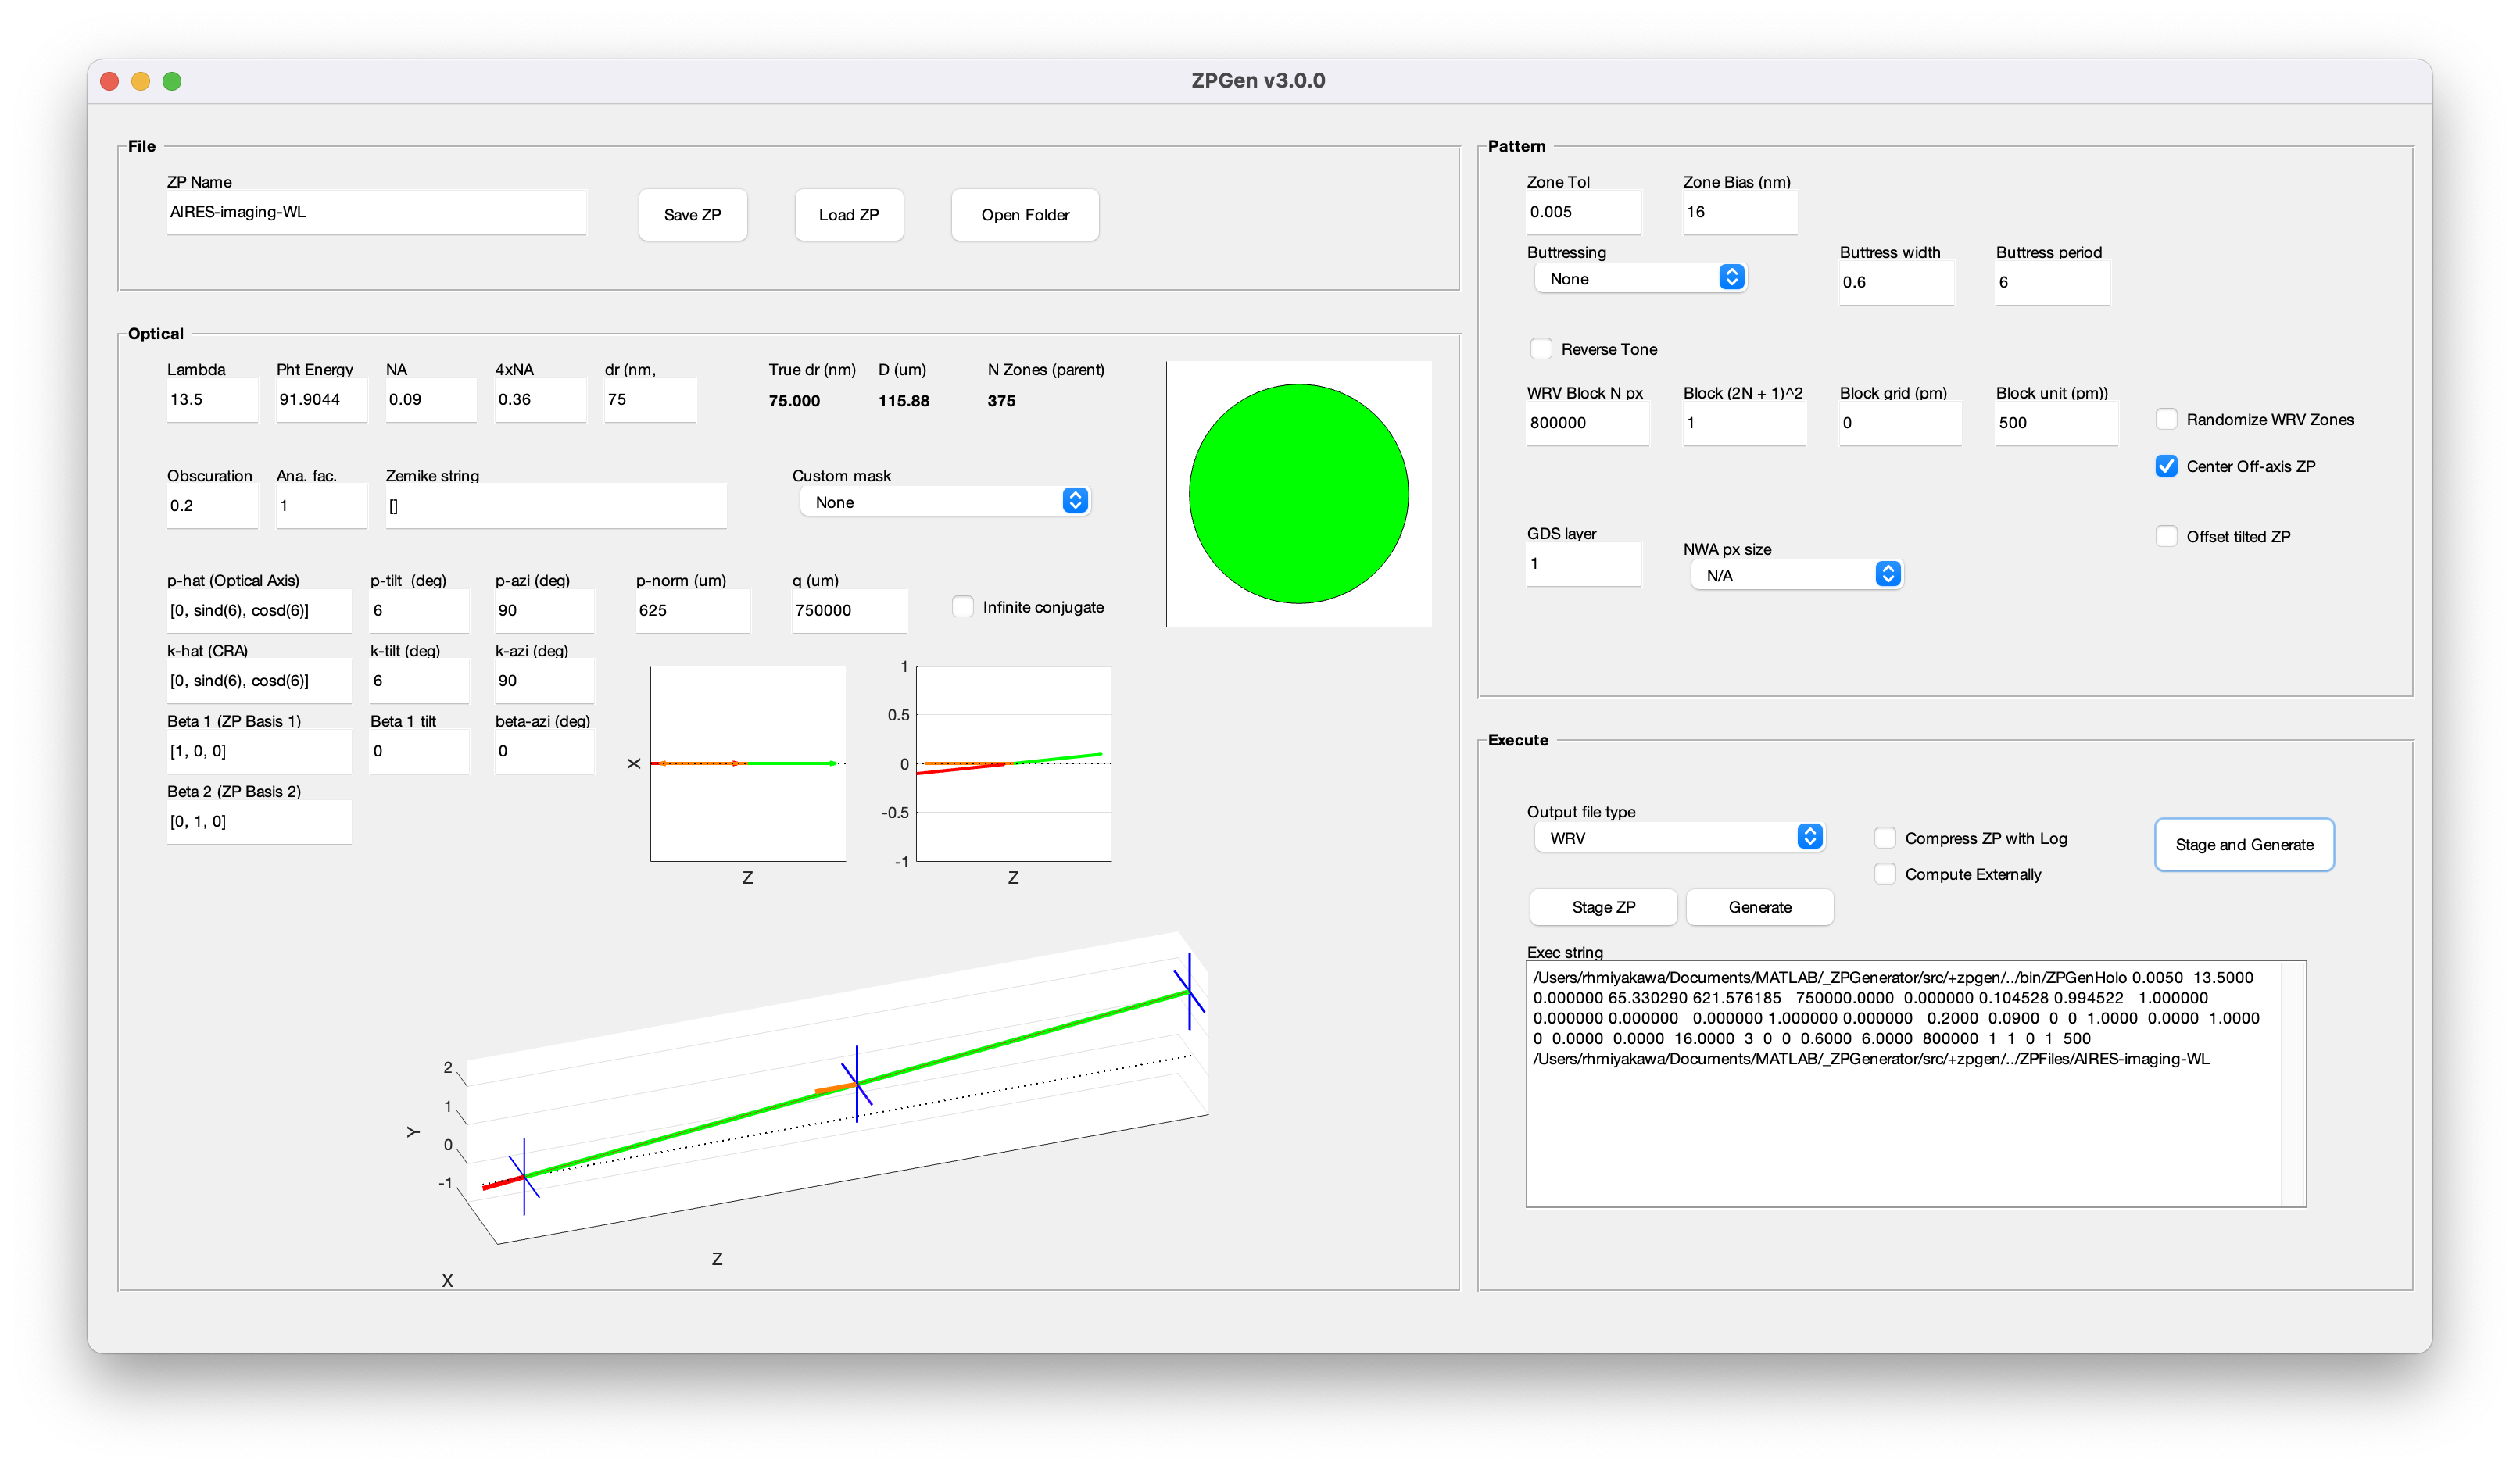 ZPGen v3.0.0
File
ZP Name
AIRES-imaging-WL
Save ZP
Load ZP
Open Folder
Optical
Lambda Pht Energy NA 4xNA dr (nm, True dr (nm) D (um) N Zones (parent)
13.5 91.9044 0.09 0.36 75 75.000 115.88 375
Obscuration Ana. fac. Zernike string Custom mask
0.2 1 [] None
p-hat (Optical Axis) p-tilt (deg) p-azi (deg) p-norm (um) q (um)
[0, sind(6), cosd(6)] 6 90 625 750000 Infinite conjugate
k-hat (CRA) k-tilt (deg) k-azi (deg)
[0, sind(6), cosd(6)] 6 90
Beta 1 (ZP Basis 1) Beta 1 tilt beta-azi (deg)
[1, 0, 0] 0 0
Beta 2 (ZP Basis 2)
[0, 1, 0]
X
Z
1
0.5
0
-0.5
-1
Z
2
1
0
-1
Y
Z
X
Pattern
Zone Tol Zone Bias (nm)
0.005 16
Buttressing Buttress width Buttress period
None 0.6 6
Reverse Tone
WRV Block N px Block (2N + 1)^2 Block grid (pm) Block unit (pm))
800000 1 0 500
Randomize WRV Zones
Center Off-axis ZP
Offset tilted ZP
GDS layer NWA px size
1 N/A
Execute
Output file type
WRV
Compress ZP with Log
Compute Externally
Stage and Generate
Stage ZP
Generate
Exec string
/Users/rhmiyakawa/Documents/MATLAB/_ZPGenerator/src/+zpgen/../bin/ZPGenHolo 0.0050 13.5000
0.000000 65.330290 621.576185 750000.0000 0.000000 0.104528 0.994522 1.000000
0.000000 0.000000 0.000000 1.000000 0.000000 0.2000 0.0900 0 0 1.0000 0.0000 1.0000
0 0.0000 0.0000 16.0000 3 0 0 0.6000 6.0000 800000 1 1 0 1 500
/Users/rhmiyakawa/Documents/MATLAB/_ZPGenerator/src/+zpgen/../ZPFiles/AIRES-imaging-WL